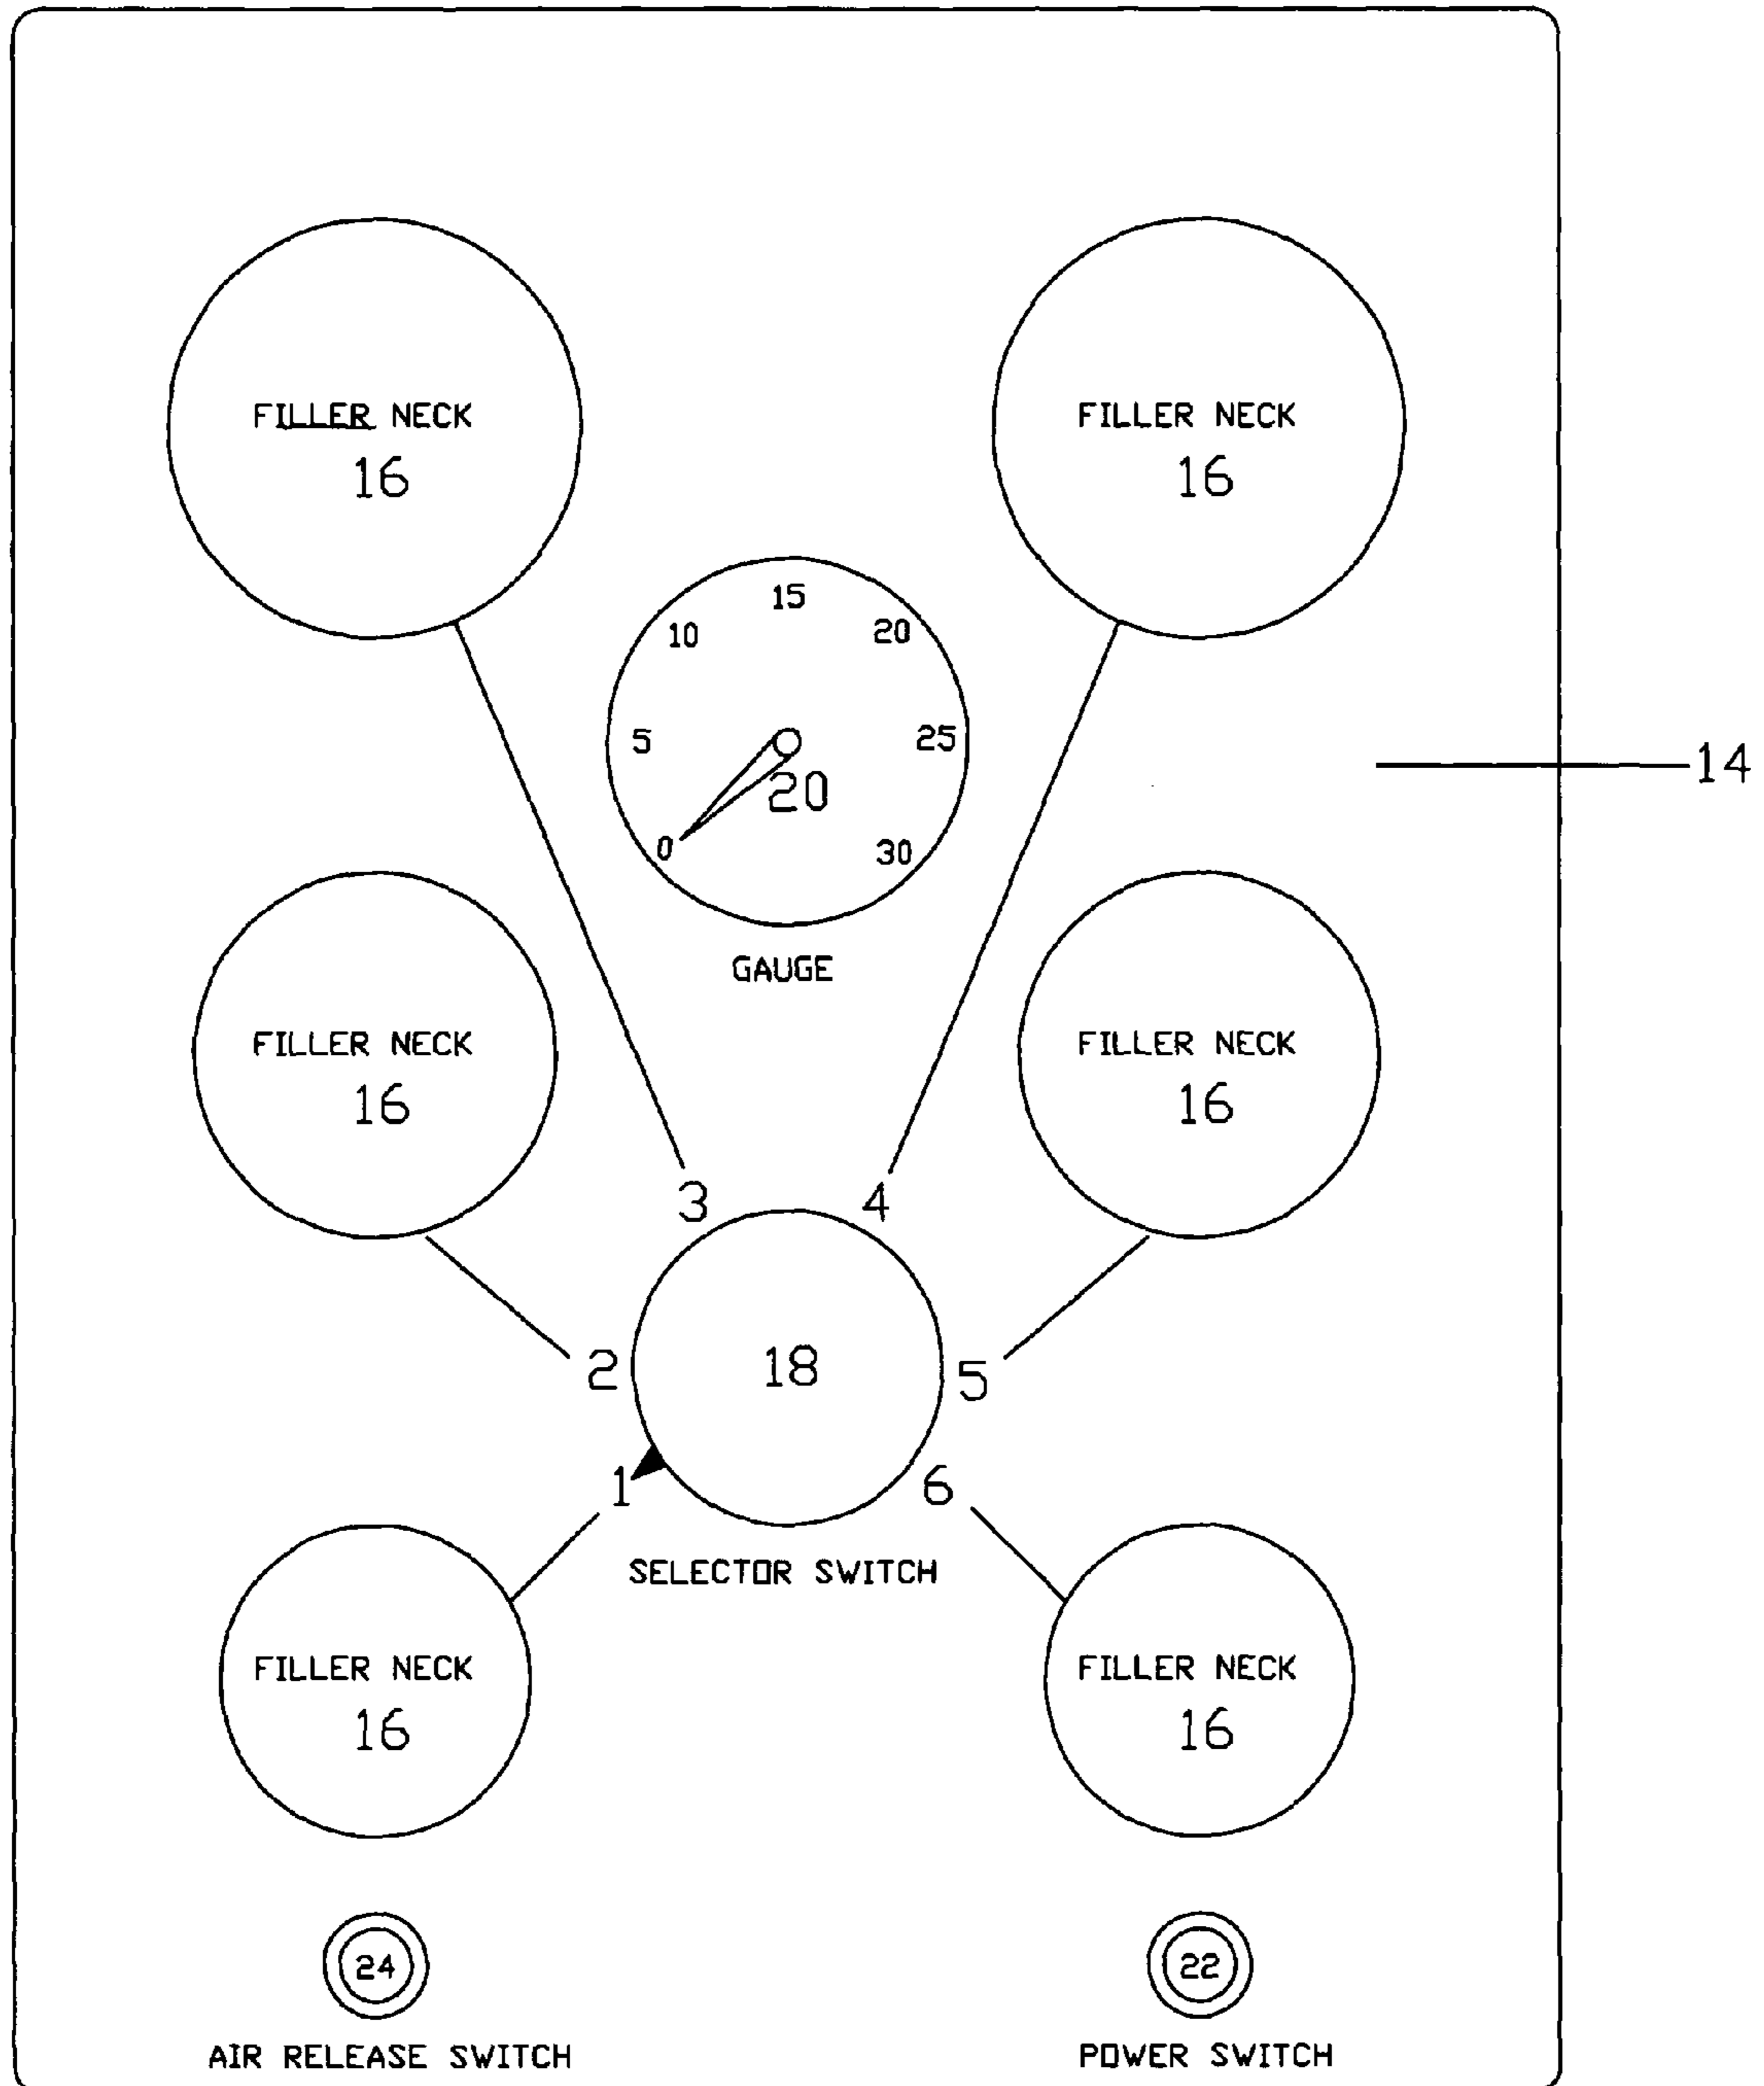 FILLER NECK
16
FILLER NECK
16
15
10
20
5
25
20
0
30
GAUGE
14
FILLER NECK
16
FILLER NECK
16
3
4
2
18
5
1
6
SELECTOR SWITCH
FILLER NECK
16
FILLER NECK
16
24
22
AIR RELEASE SWITCH
POWER SWITCH